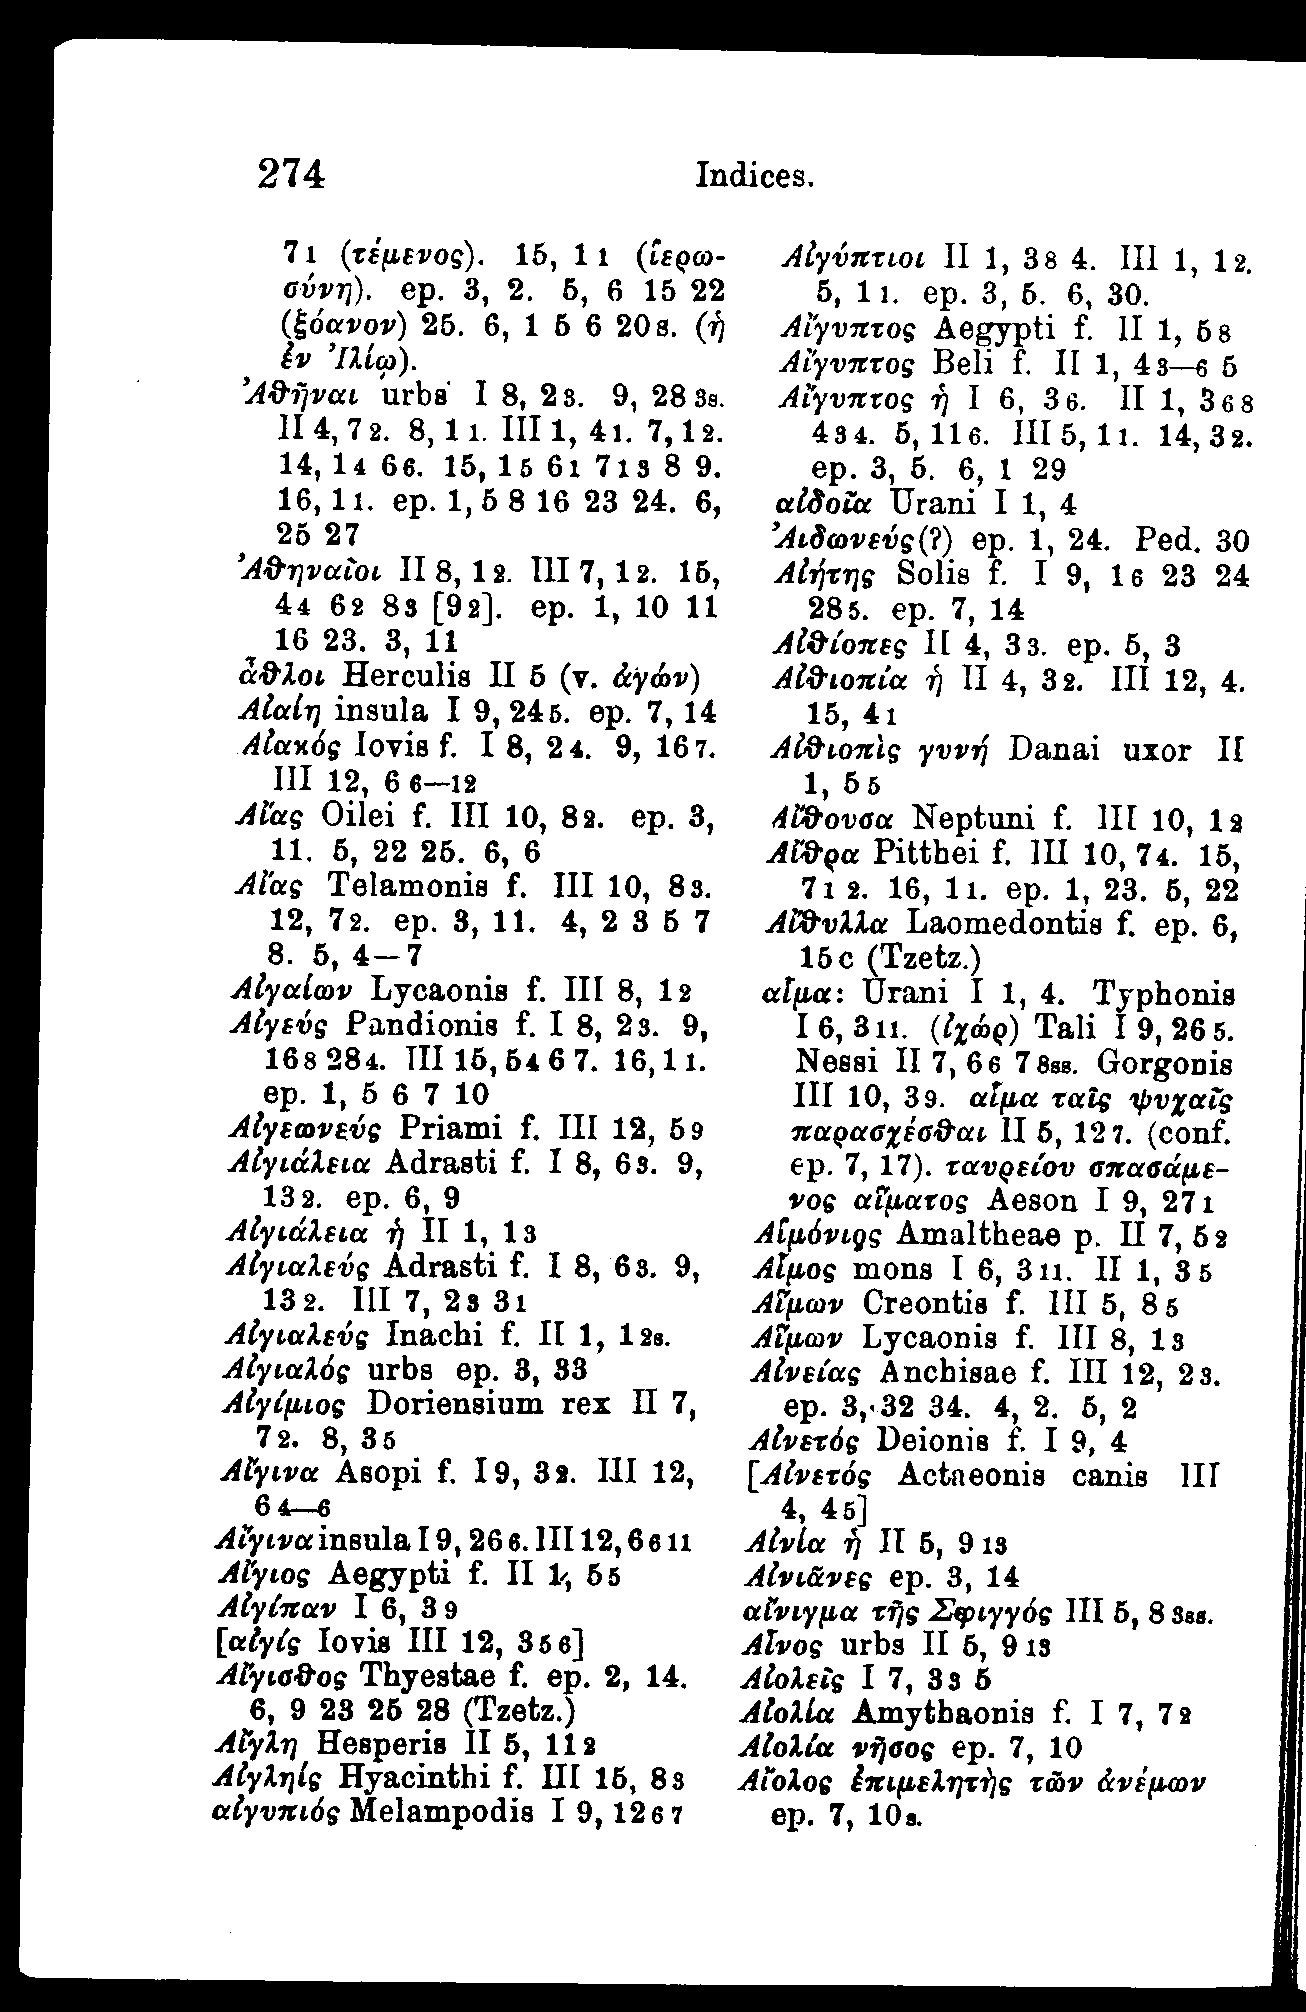 274
Indices.
7 1 (τέμενος). 15, 1 1 (ἱερω-
σύνη). ep. 3, 2. 5, 6 15 22
(ξόανον) 25. 6, 1 5 6 20 s. (ἡ
ἐν Ἰλίῳ).
Ἀθῆναι urbs I 8, 2 3. 9, 28 3s.
II 4, 7 2. 8, 1 1. III 1, 4 1. 7, 1 2.
14, 1 4 6 6. 15, 1 5 6 1 7 1 3 8 9.
16, 1 1. ep. 1, 5 8 16 23 24. 6,
25 27
Ἀθηναῖοι II 8, 1 2. III 7, 1 2. 15,
4 4 6 2 8 3 [9 2]. ep. 1, 10 11
16 23. 3, 11
ἆθλοι Herculis II 5 (v. ἀγών)
Αἰαίη insula I 9, 24 5. ep. 7, 14
Αἰακός Iovis f. I 8, 2 4. 9, 16 7.
III 12, 6 6—12
Αἴας Oilei f. III 10, 8 2. ep. 3,
11. 5, 22 25. 6, 6
Αἴας Telamonis f. III 10, 8 3.
12, 7 2. ep. 3, 11. 4, 2 3 5 7
8. 5, 4—7
Αἰγαίων Lycaonis f. III 8, 1 2
Αἰγεύς Pandionis f. I 8, 2 3. 9,
16 8 28 4. III 15, 5 4 6 7. 16, 1 1.
ep. 1, 5 6 7 10
Αἰγεωνεύς Priami f. III 12, 5 9
Αἰγιάλεια Adrasti f. I 8, 6 3. 9,
13 2. ep. 6, 9
Αἰγιάλεια ἡ II 1, 1 3
Αἰγιαλεύς Adrasti f. I 8, 6 3. 9,
13 2. III 7, 2 3 3 1
Αἰγιαλεύς Inachi f. II 1, 1 2s.
Αἰγιαλός urbs ep. 3, 33
Αἰγίμιος Doriensium rex II 7,
7 2. 8, 3 5
Αἴγινα Asopi f. I 9, 3 2. III 12,
6 4—6
Αἴγινα insula I 9, 26 6. III 12, 6 6 11
Αἴγιος Aegypti f. II 1, 5 5
Αἰγίπαν I 6, 3 9
[αἰγίς Iovis III 12, 3 5 6]
Αἴγισθος Thyestae f. ep. 2, 14.
6, 9 23 25 28 (Tzetz.)
Αἴγλη Hesperis II 5, 11 2
Αἰγληίς Hyacinthi f. III 15, 8 3
αἰγυπιός Melampodis I 9, 12 6 7
Αἰγύπτιοι II 1, 3 8 4. III 1, 1 2.
5, 1 1. ep. 3, 5. 6, 30.
Αἴγυπτος Aegypti f. II 1, 5 8
Αἴγυπτος Beli f. II 1, 4 3—6 5
Αἴγυπτος ἡ I 6, 3 6. II 1, 3 6 8
4 3 4. 5, 11 6. III 5, 1 1. 14, 3 2.
ep. 3, 5. 6, 1 29
αἰδοῖα Urani I 1, 4
Ἀιδωνεύς(?) ep. 1, 24. Ped. 30
Αἰήτης Solis f. I 9, 1 6 23 24
28 5. ep. 7, 14
Αἰθίοπες II 4, 3 3. ep. 5, 3
Αἰθιοπία ἡ II 4, 3 2. III 12, 4.
15, 4 1
Αἰθιοπὶς γυνή Danai uxor II
1, 5 5
Αἴθουσα Neptuni f. III 10, 1 2
Αἴθρα Pitthei f. III 10, 7 4. 15,
7 1 2. 16, 1 1. ep. 1, 23. 5, 22
Αἴθυλλα Laomedontis f. ep. 6,
15 c (Tzetz.)
αἷμα: Urani I 1, 4. Typhonis
I 6, 3 11. (ἰχώρ) Tali I 9, 26 5.
Nessi II 7, 6 6 7 8ss. Gorgonis
III 10, 3 9. αἷμα ταῖς ψυχαῖς
παρασχέσθαι II 5, 12 7. (conf.
ep. 7, 17). ταυρείου σπασάμε-
νος αἵματος Aeson I 9, 27 1
Αἱμόνιος Amaltheae p. II 7, 5 2
Αἷμος mons I 6, 3 11. II 1, 3 5
Αἵμων Creontis f. III 5, 8 5
Αἵμων Lycaonis f. III 8, 1 3
Αἰνείας Anchisae f. III 12, 2 3.
ep. 3, 32 34. 4, 2. 5, 2
Αἰνετός Deionis f. I 9, 4
[Αἰνετός Actaeonis canis III
4, 4 5]
Αἰνία ἡ II 5, 9 13
Αἰνιᾶνες ep. 3, 14
αἴνιγμα τῆς Σφιγγός III 5, 8 3ss.
Αἶνος urbs II 5, 9 13
Αἰολεῖς I 7, 3 3 5
Αἰολία Amythaonis f. I 7, 7 2
Αἰολία νῆσος ep. 7, 10
Αἴολος ἐπιμελητὴς τῶν ἀνέμων
ep. 7, 10 s.